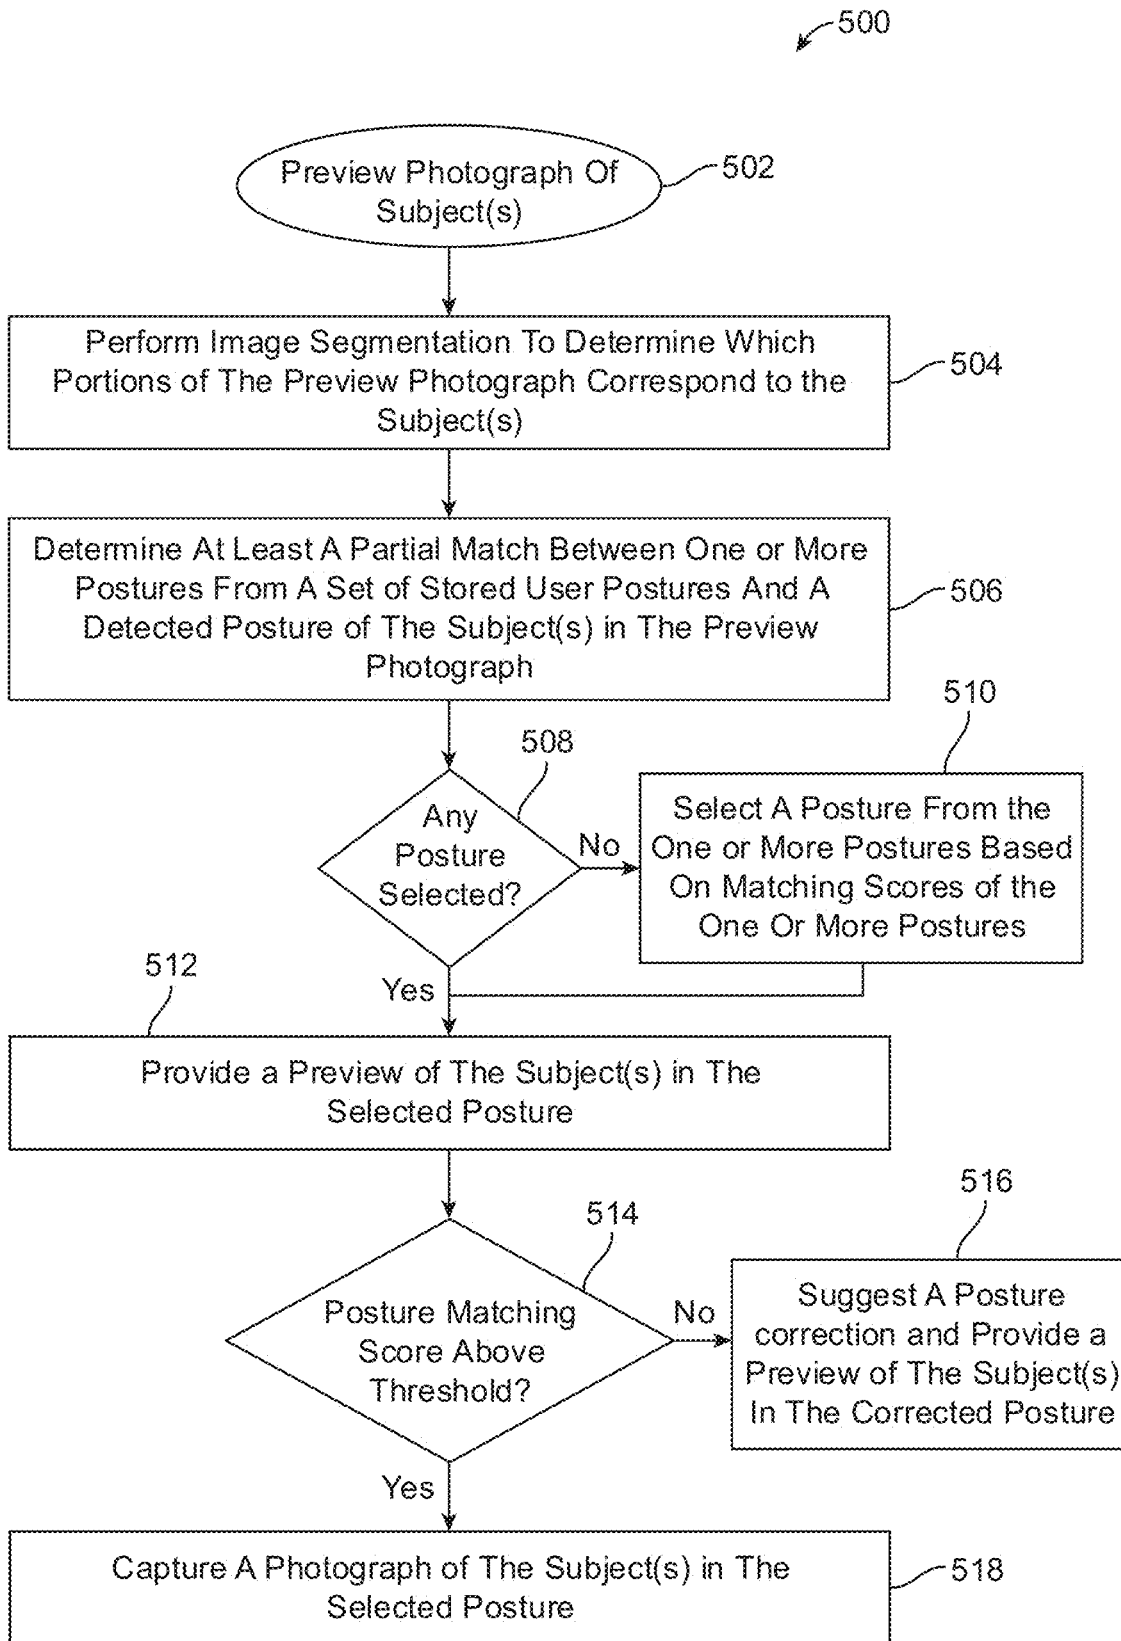 500
Preview Photograph Of
Subject(s)
502
Perform Image Segmentation To Determine Which
Portions of The Preview Photograph Correspond to the
Subject(s)
504
Determine At Least A Partial Match Between One or More
Postures From A Set of Stored User Postures And A
Detected Posture of The Subject(s) in The Preview
Photograph
506
508
Any
Posture
Selected?
No
510
Select A Posture From the
One or More Postures Based
On Matching Scores of the
One Or More Postures
Yes
512
Provide a Preview of The Subject(s) in The
Selected Posture
514
Posture Matching
Score Above
Threshold?
No
516
Suggest A Posture
correction and Provide a
Preview of The Subject(s)
In The Corrected Posture
Yes
Capture A Photograph of The Subject(s) in The
Selected Posture
518